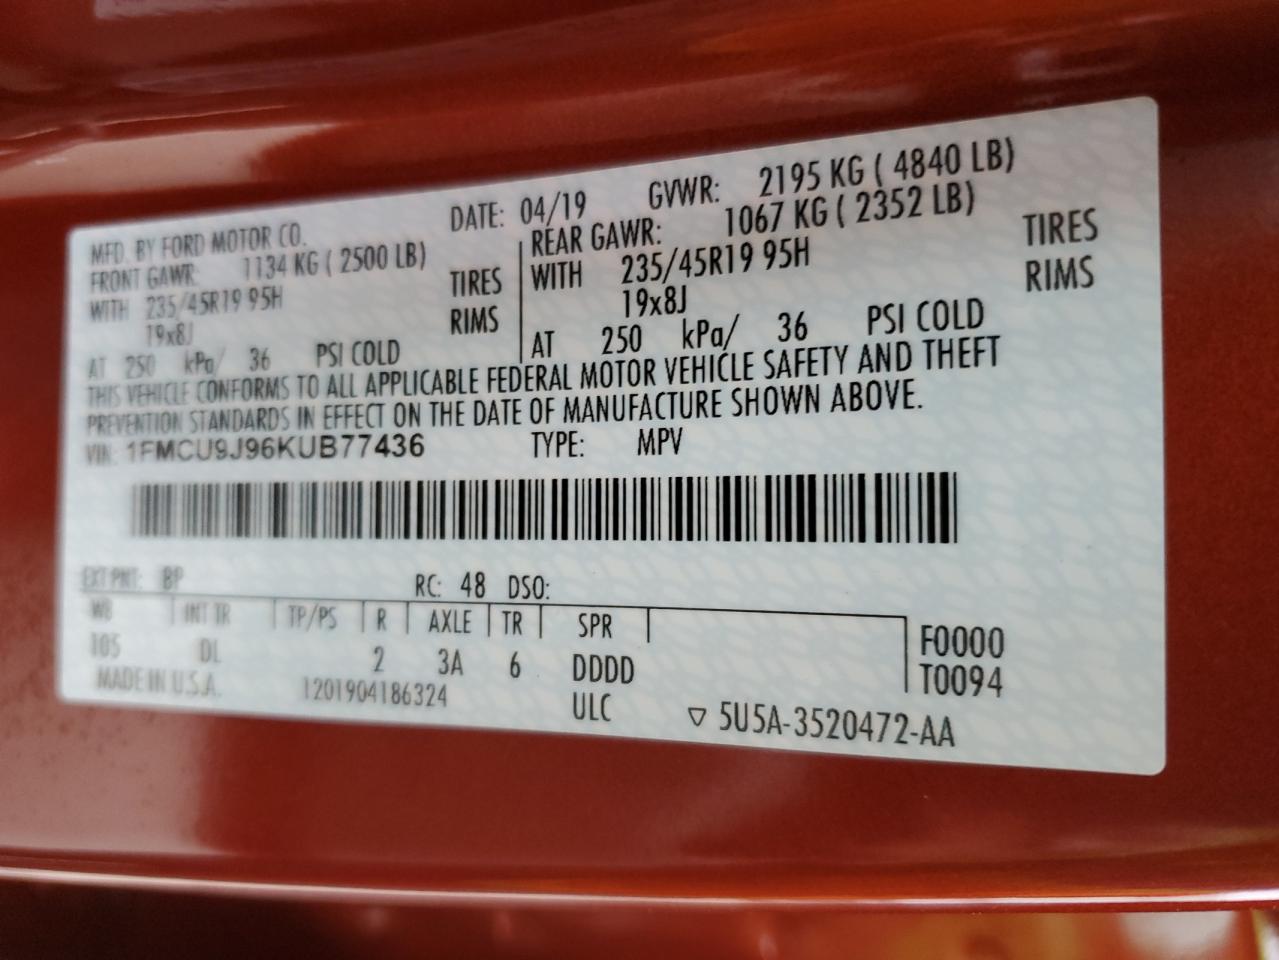 MFD. BY FORD MOTOR CO. DATE: 04/19 GVWR: 2195 KG ( 4840 LB)
FRONT GAWR: 1134 KG ( 2500 LB) REAR GAWR: 1067 KG ( 2352 LB)
WITH 235/45R19 95H TIRES WITH 235/45R19 95H TIRES
19x8J RIMS 19x8J RIMS
AT 250 kPa/ 36 PSI COLD AT 250 kPa/ 36 PSI COLD
THIS VEHICLE CONFORMS TO ALL APPLICABLE FEDERAL MOTOR VEHICLE SAFETY AND THEFT
PREVENTION STANDARDS IN EFFECT ON THE DATE OF MANUFACTURE SHOWN ABOVE.
VIN: 1FMCU9J96KUB77436 TYPE: MPV
EXT PNT: 8P RC: 48 DSO:
WB INT TR TP/PS R AXLE TR SPR F0000
105 DL 2 3A 6 DDDD T0094
MADE IN U.S.A. 1201904186324 ULC ▽ 5U5A-3520472-AA